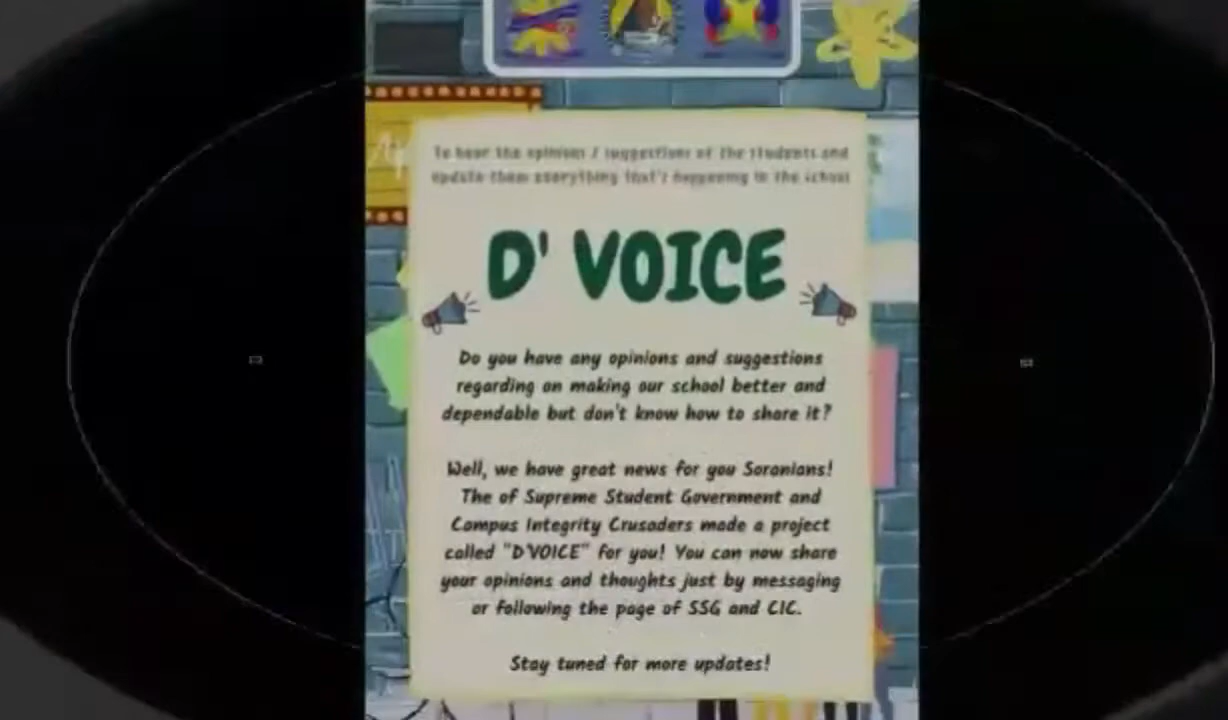 To hear the opinions / suggestions of the students and
update them everything that's happening in the school
D' VOICE
Do you have any opinions and suggestions
regarding on making our school better and
dependable but don't know how to share it?
Well, we have great news for you Soranians!
The of Supreme Student Government and
Campus Integrity Crusaders made a project
called "D'VOICE" for you! You can now share
your opinions and thoughts just by messaging
or following the page of SSG and CIC.
Stay tuned for more updates!